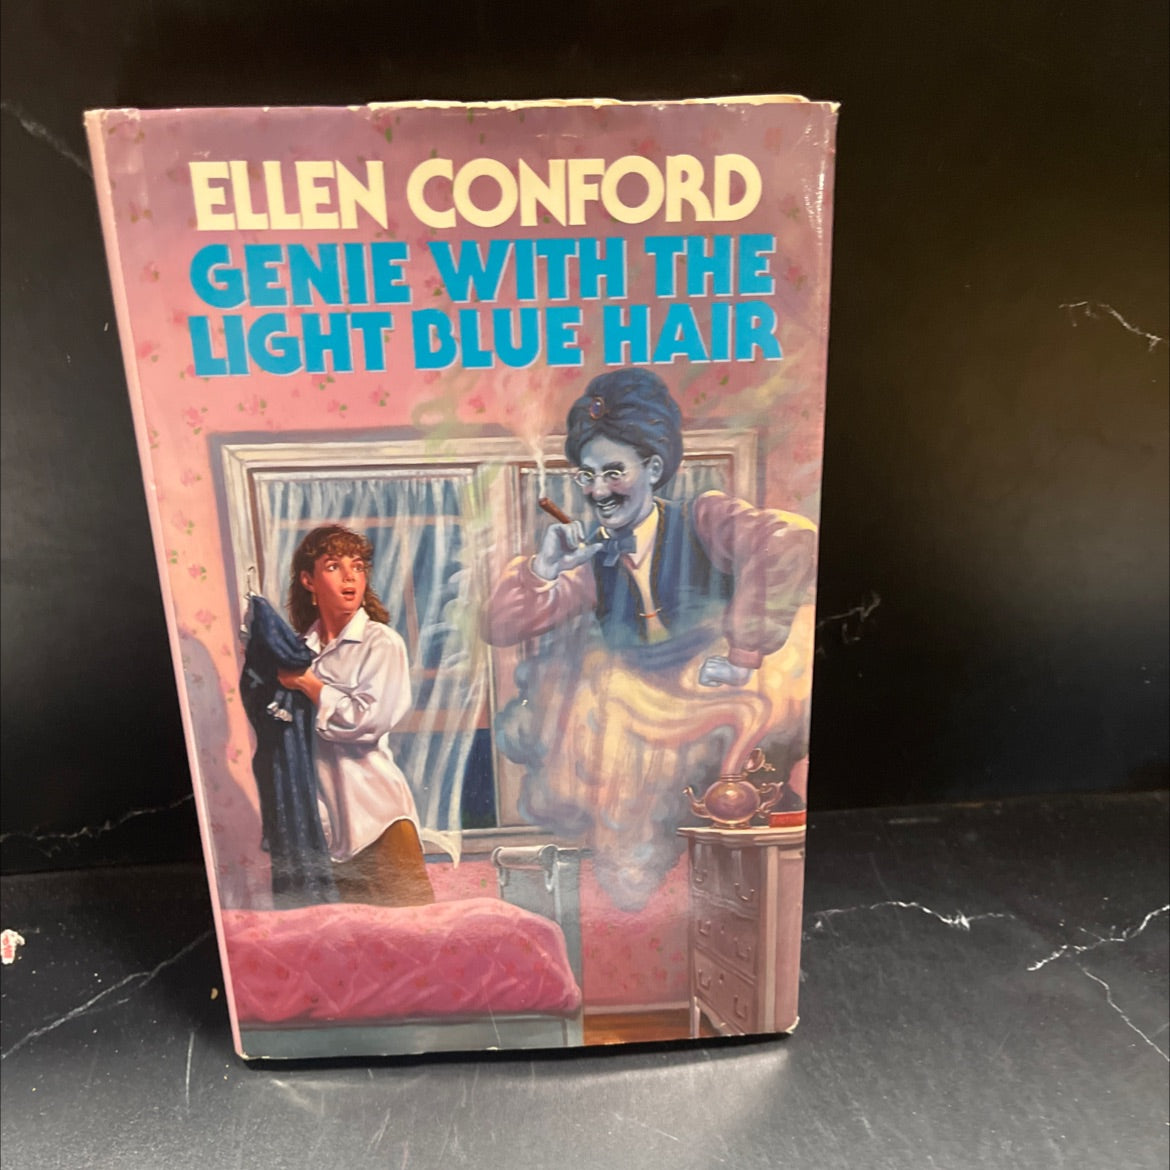 ELLEN CONFORD
GENIE WITH THE
LIGHT BLUE HAIR